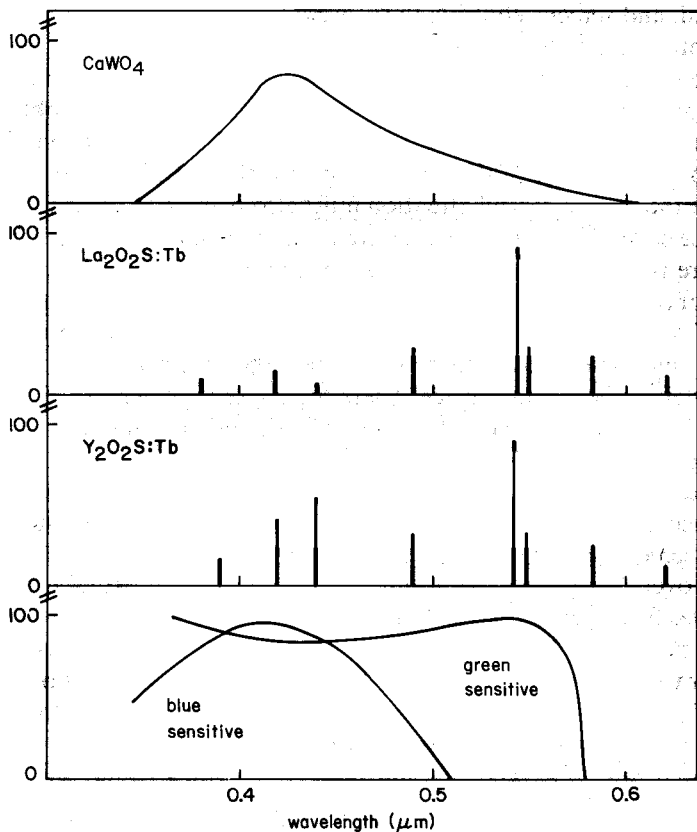 100
CaWO₄
0
100
La₂O₂S:Tb
0
100
Y₂O₂S:Tb
0
100
green
sensitive
blue
sensitive
0
0.4 0.5 0.6
wavelength (μm)